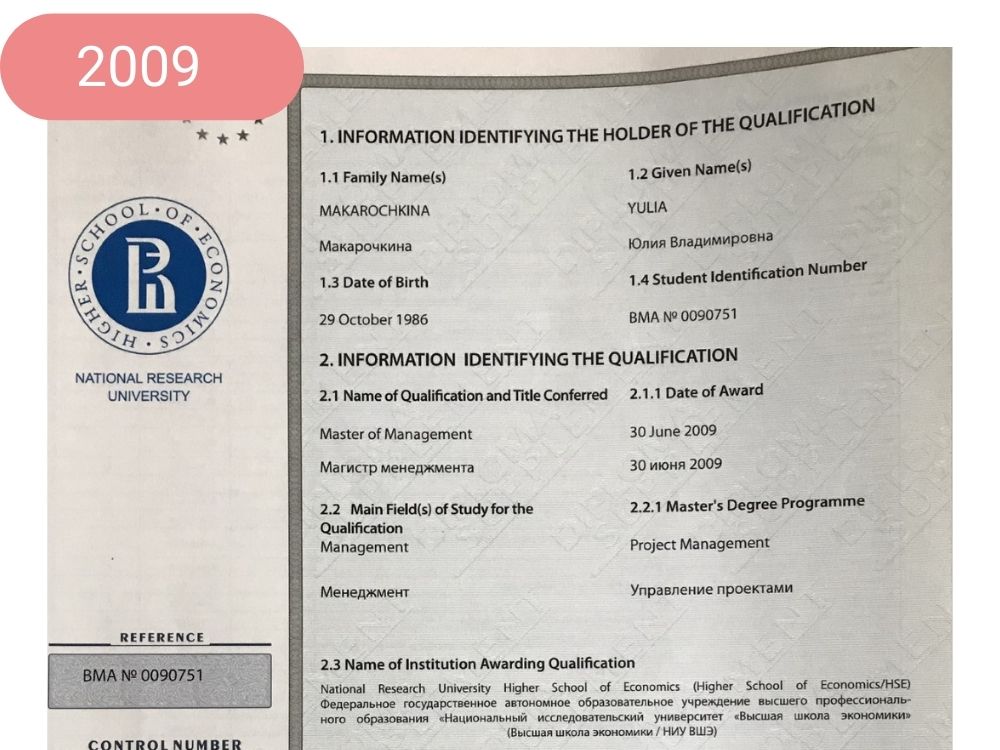 2009
1. INFORMATION IDENTIFYING THE HOLDER OF THE QUALIFICATION
1.1 Family Name(s)
1.2 Given Name(s)
MAKAROCHKINA
YULIA
Макарочкина
Юлия Владимировна
1.3 Date of Birth
1.4 Student Identification Number
29 October 1986
BMA № 0090751
2. INFORMATION IDENTIFYING THE QUALIFICATION
2.1 Name of Qualification and Title Conferred
2.1.1 Date of Award
Master of Management
30 June 2009
Магистр менеджмента
30 июня 2009
2.2 Main Field(s) of Study for the
Qualification
2.2.1 Master's Degree Programme
Management
Project Management
Менеджмент
Управление проектами
2.3 Name of Institution Awarding Qualification
National Research University Higher School of Economics (Higher School of Economics/HSE)
Федеральное государственное автономное образовательное учреждение высшего профессиональ-
ного образования «Национальный исследовательский университет «Высшая школа экономики»
(Высшая школа экономики / НИУ ВШЭ)
HIGHER · SCHOOL · OF · ECONOMICS
NATIONAL RESEARCH
UNIVERSITY
REFERENCE
BMA № 0090751
CONTROL NUMBER